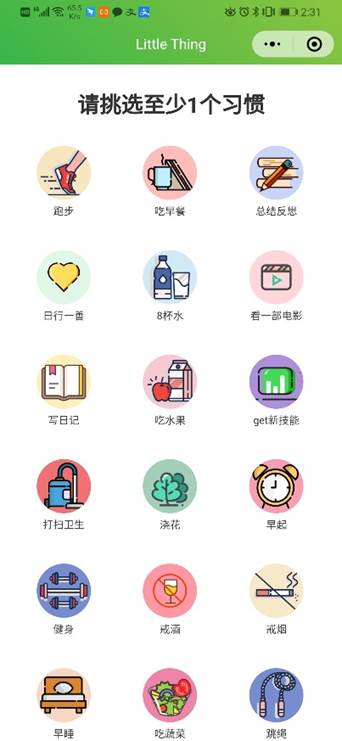 65.5
K/s
2:31
Little Thing
请挑选至少1个习惯
跑步 吃早餐 总结反思
日行一善 8杯水 看一部电影
写日记 吃水果 get新技能
打扫卫生 浇花 早起
健身 戒酒 戒烟
早睡 吃蔬菜 跳绳